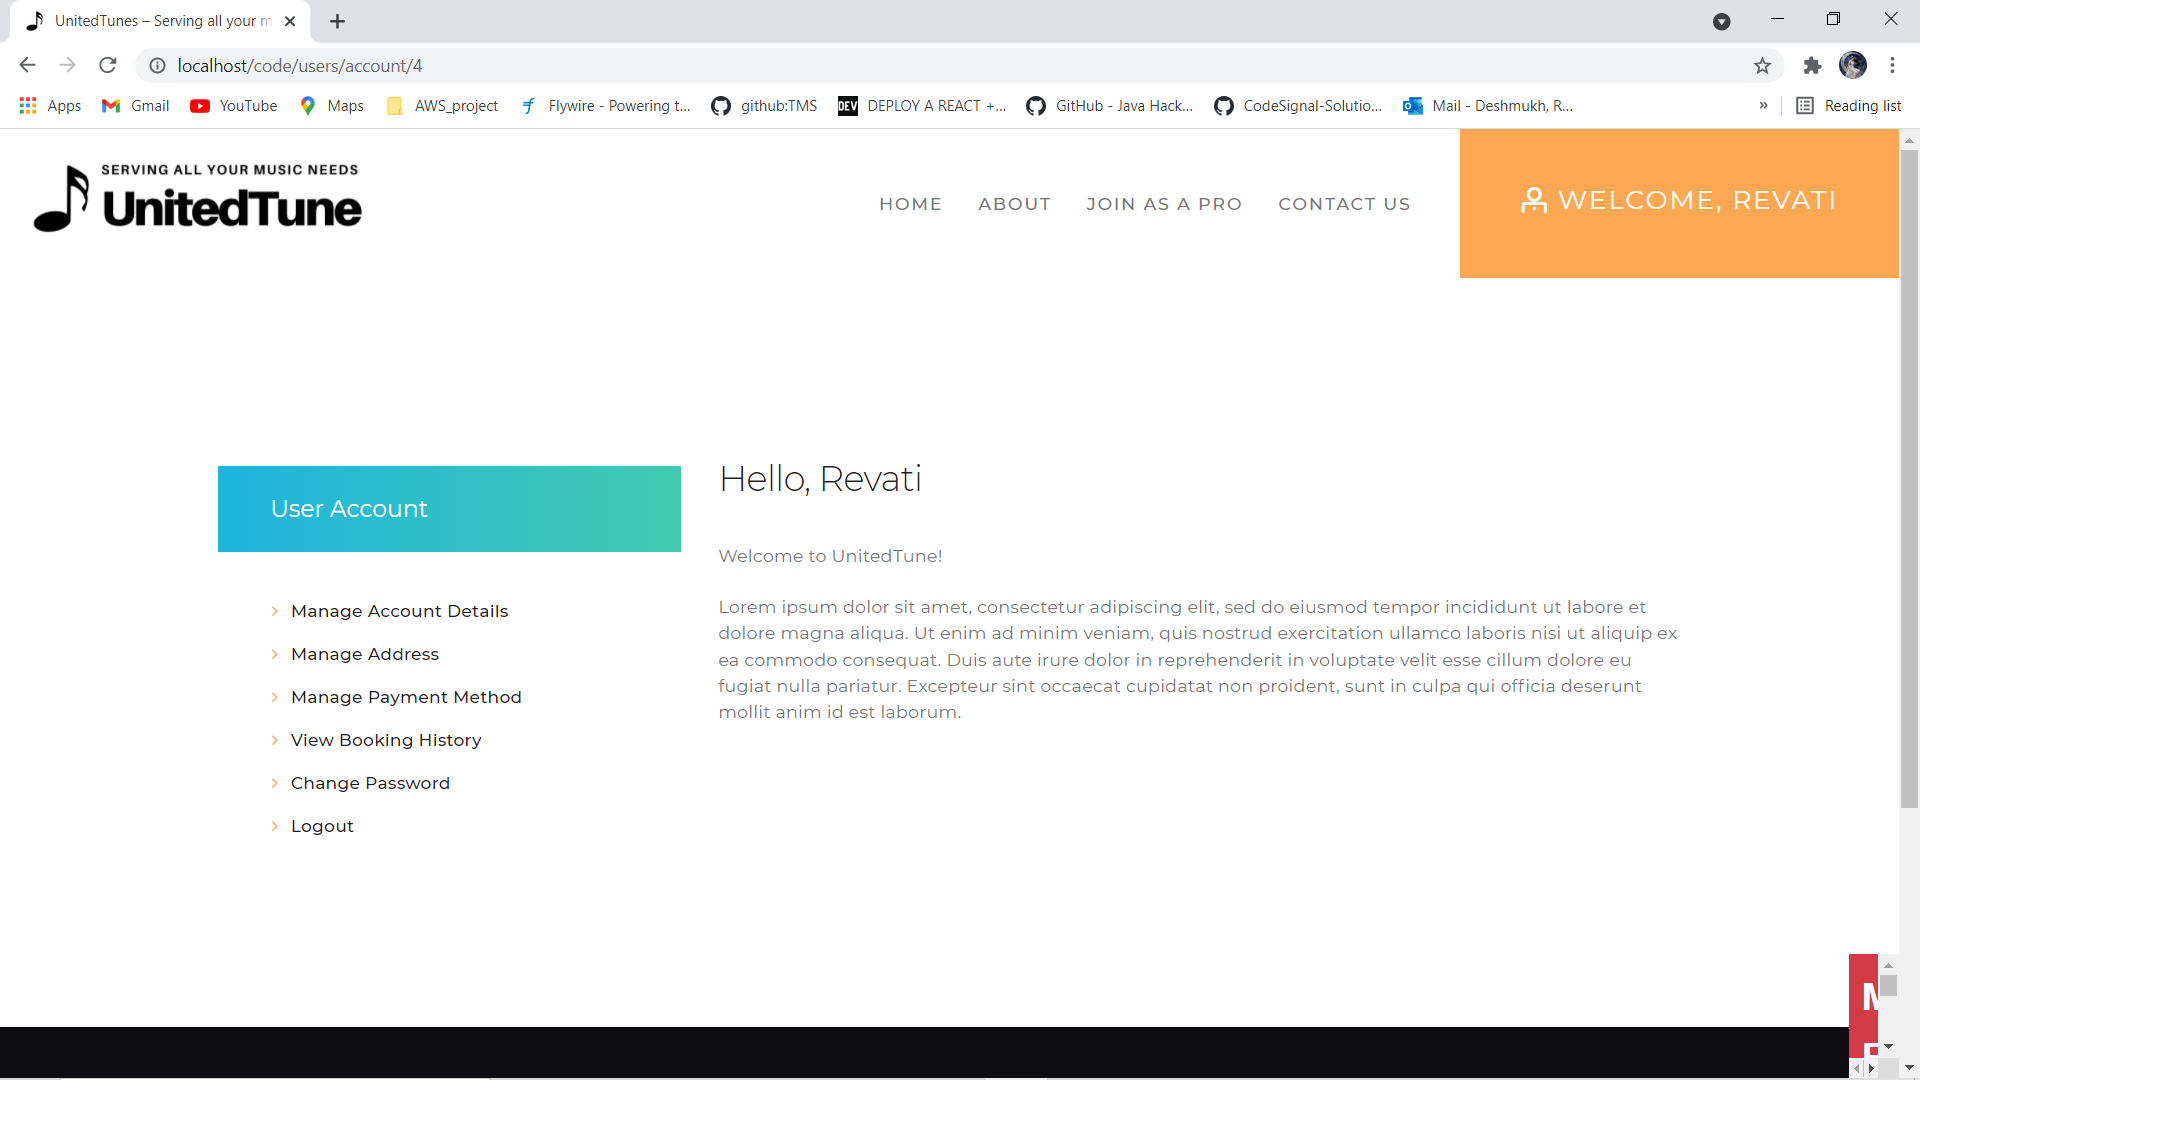 UnitedTunes – Serving all your m
localhost/code/users/account/4
Apps Gmail YouTube Maps AWS_project Flywire - Powering t... github:TMS DEV DEPLOY A REACT +... GitHub - Java Hack... CodeSignal-Solutio... Mail - Deshmukh, R... » Reading list
SERVING ALL YOUR MUSIC NEEDS
UnitedTune
HOME ABOUT JOIN AS A PRO CONTACT US WELCOME, REVATI
User Account
Manage Account Details
Manage Address
Manage Payment Method
View Booking History
Change Password
Logout
Hello, Revati
Welcome to UnitedTune!
Lorem ipsum dolor sit amet, consectetur adipiscing elit, sed do eiusmod tempor incididunt ut labore et
dolore magna aliqua. Ut enim ad minim veniam, quis nostrud exercitation ullamco laboris nisi ut aliquip ex
ea commodo consequat. Duis aute irure dolor in reprehenderit in voluptate velit esse cillum dolore eu
fugiat nulla pariatur. Excepteur sint occaecat cupidatat non proident, sunt in culpa qui officia deserunt
mollit anim id est laborum.